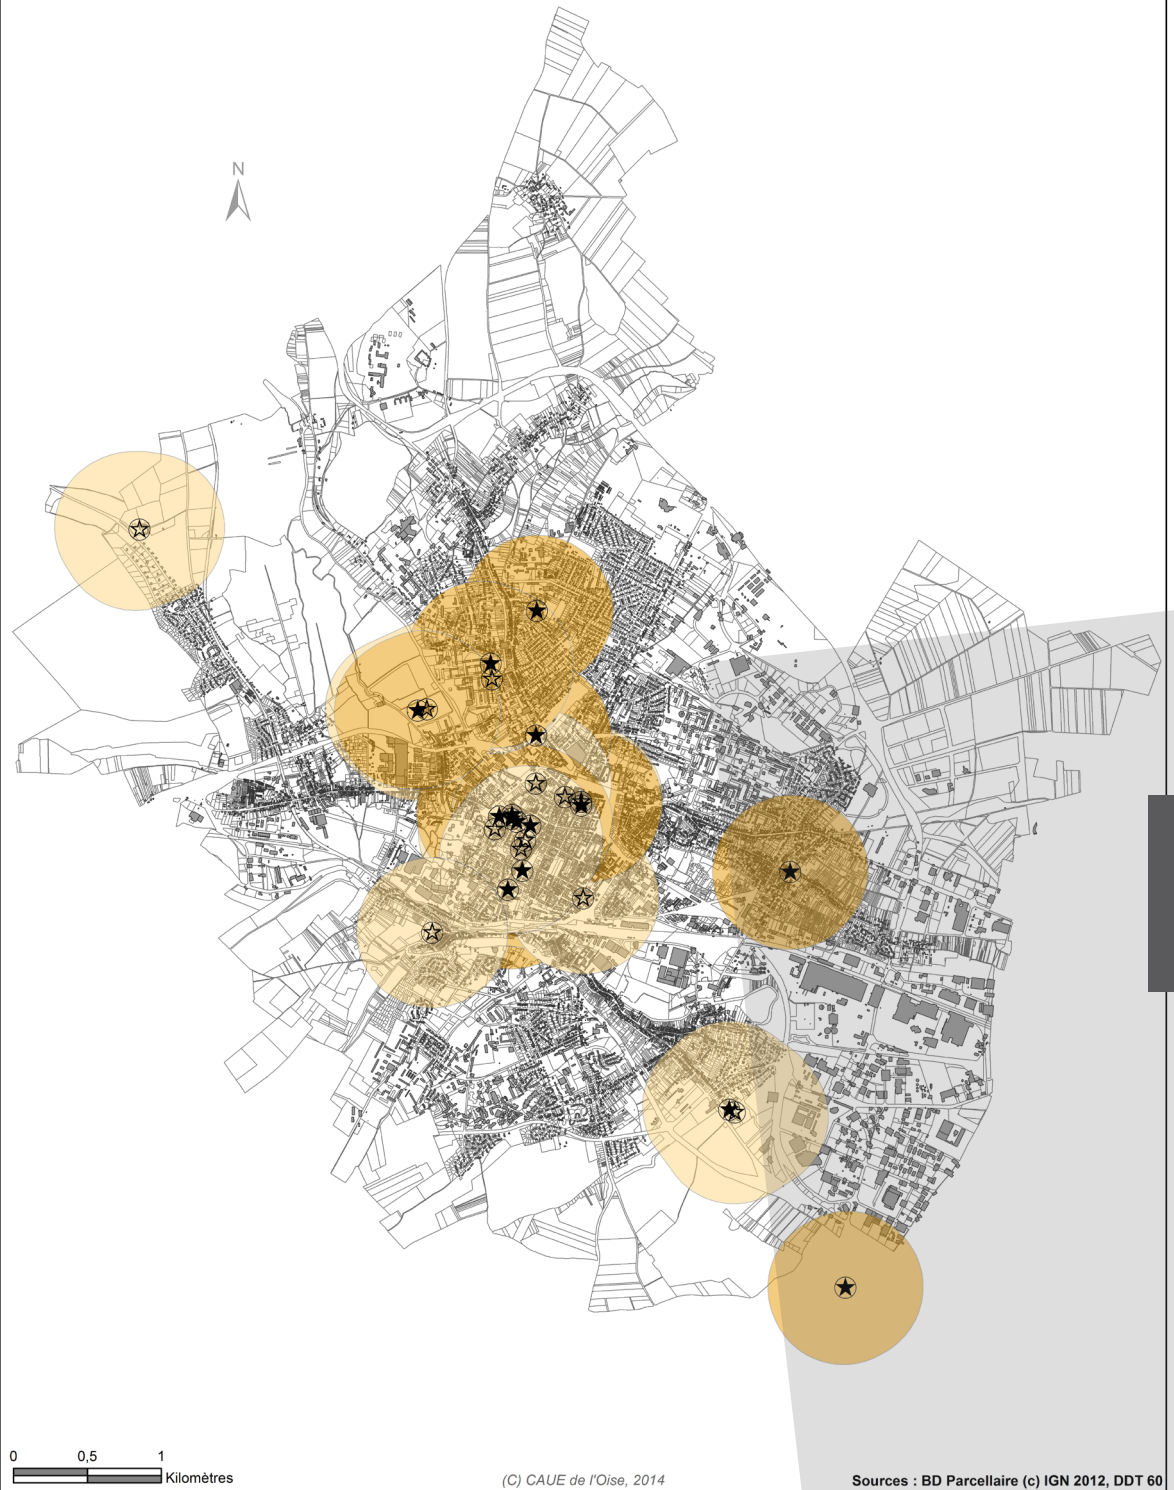 N
0 0,5 1
Kilomètres
(C) CAUE de l'Oise, 2014
Sources : BD Parcellaire (c) IGN 2012, DDT 60